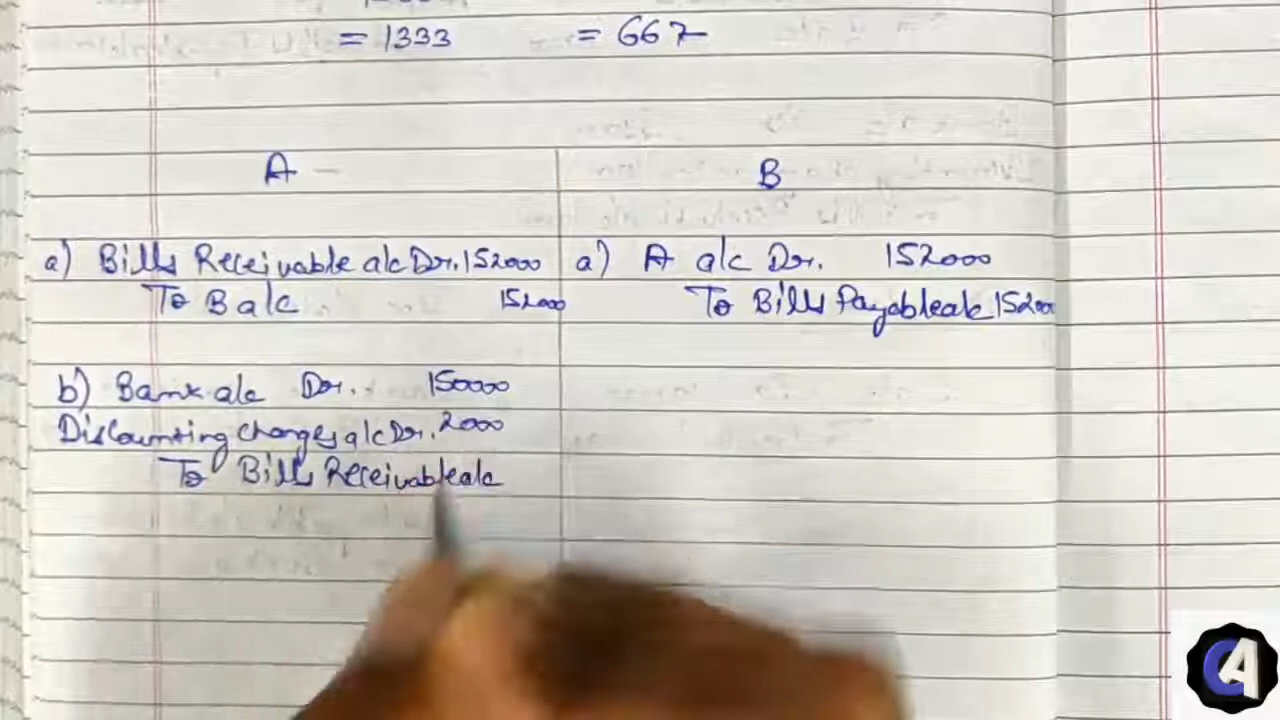 = 1333 = 667
A - B
a) Bills Receivable a/c Dr. 152000 a) A a/c Dr. 152000
To B a/c 152000 To Bills Payable a/c 152000
b) Bank a/c Dr. 150000
Discounting Charges a/c Dr. 2000
To Bills Receivable a/c
CA